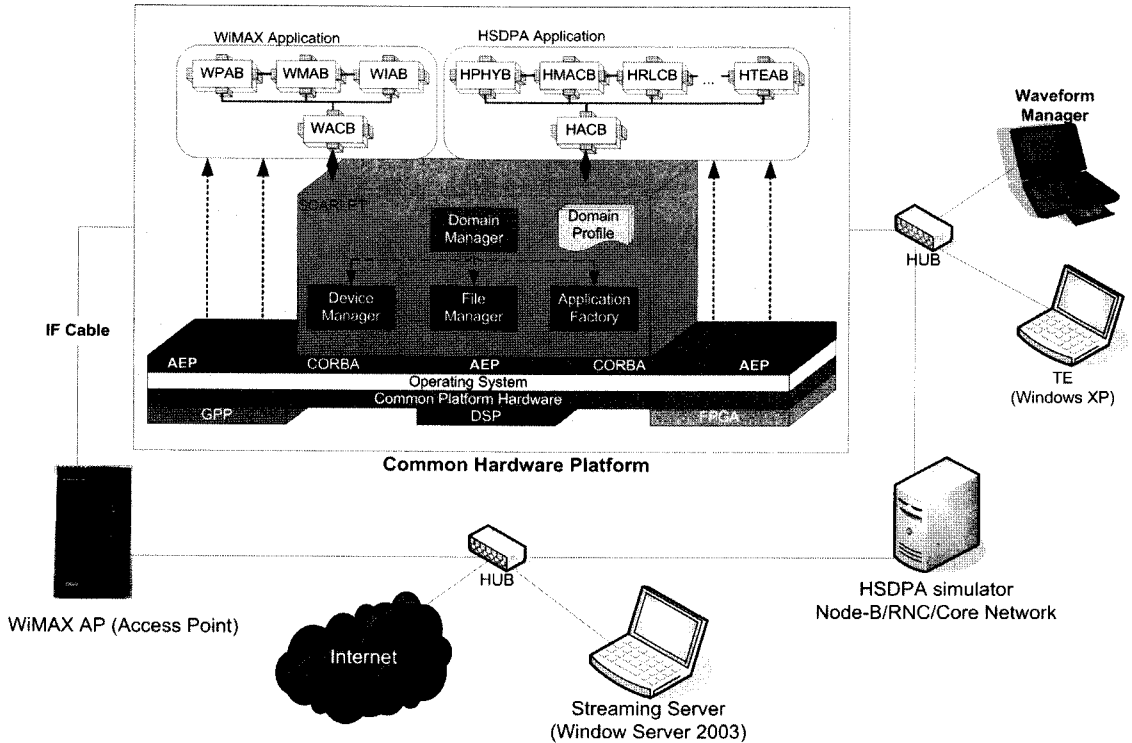 WiMAX Application
HSDPA Application
WPAB
WMAB
WIAB
HPHYB
HMACB
HRLCB
...
HTEAB
WACB
HACB
Waveform
Manager
SCARLET
Domain
Manager
Domain
Profile
HUB
Device
Manager
File
Manager
Application
Factory
IF Cable
AEP
CORBA
AEP
CORBA
AEP
Operating System
Common Platform Hardware
GPP
DSP
FPGA
TE
(Windows XP)
Common Hardware Platform
HUB
WiMAX AP (Access Point)
HSDPA simulator
Node-B/RNC/Core Network
Internet
Streaming Server
(Window Server 2003)